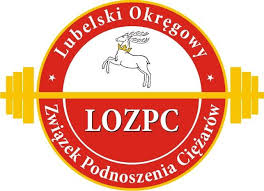 Lubelski Okręgowy
LOZPC
Związek Podnoszenia Ciężarów